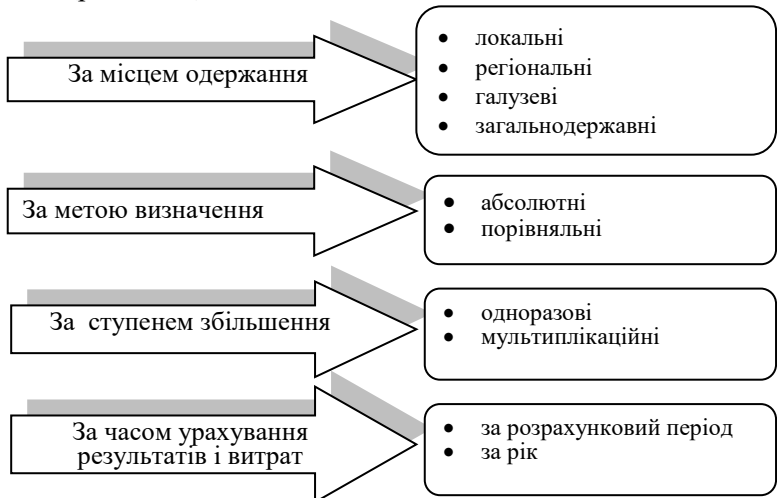 За місцем одержання
• локальні
• регіональні
• галузеві
• загальнодержавні
За метою визначення
• абсолютні
• порівняльні
За ступенем збільшення
• одноразові
• мультиплікаційні
За часом урахування
результатів і витрат
• за розрахунковий період
• за рік